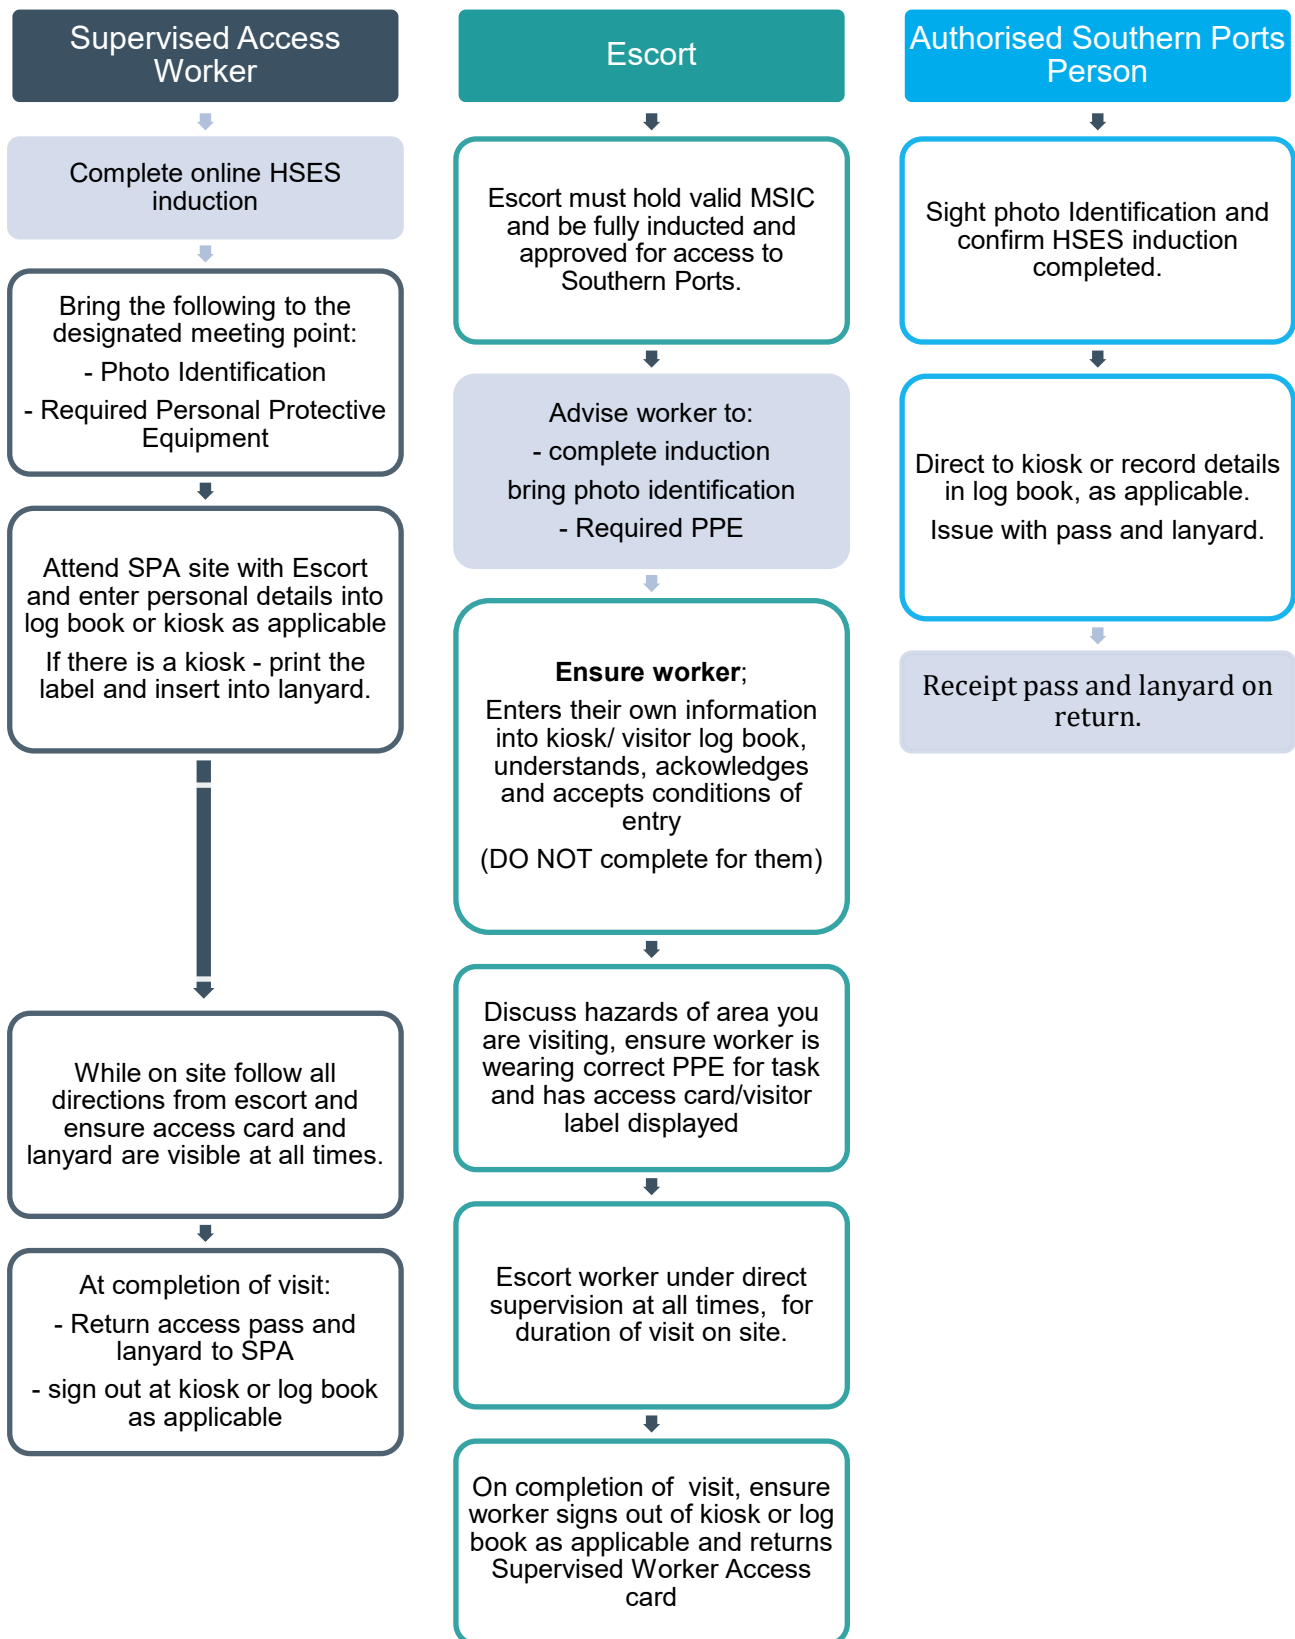 Supervised Access
Worker
Complete online HSES
induction
Bring the following to the
designated meeting point:
- Photo Identification
- Required Personal Protective
Equipment
Attend SPA site with Escort
and enter personal details into
log book or kiosk as applicable
If there is a kiosk - print the
label and insert into lanyard.
While on site follow all
directions from escort and
ensure access card and
lanyard are visible at all times.
At completion of visit:
- Return access pass and
lanyard to SPA
- sign out at kiosk or log book
as applicable
Escort
Escort must hold valid MSIC
and be fully inducted and
approved for access to
Southern Ports.
Advise worker to:
- complete induction
bring photo identification
- Required PPE
Ensure worker;
Enters their own information
into kiosk/ visitor log book,
understands, ackowledges
and accepts conditions of
entry
(DO NOT complete for them)
Discuss hazards of area you
are visiting, ensure worker is
wearing correct PPE for task
and has access card/visitor
label displayed
Escort worker under direct
supervision at all times,  for
duration of visit on site.
On completion of  visit, ensure
worker signs out of kiosk or log
book as applicable and returns
Supervised Worker Access
card
Authorised Southern Ports
Person
Sight photo Identification and
confirm HSES induction
completed.
Direct to kiosk or record details
in log book, as applicable.
Issue with pass and lanyard.
Receipt pass and lanyard on
return.